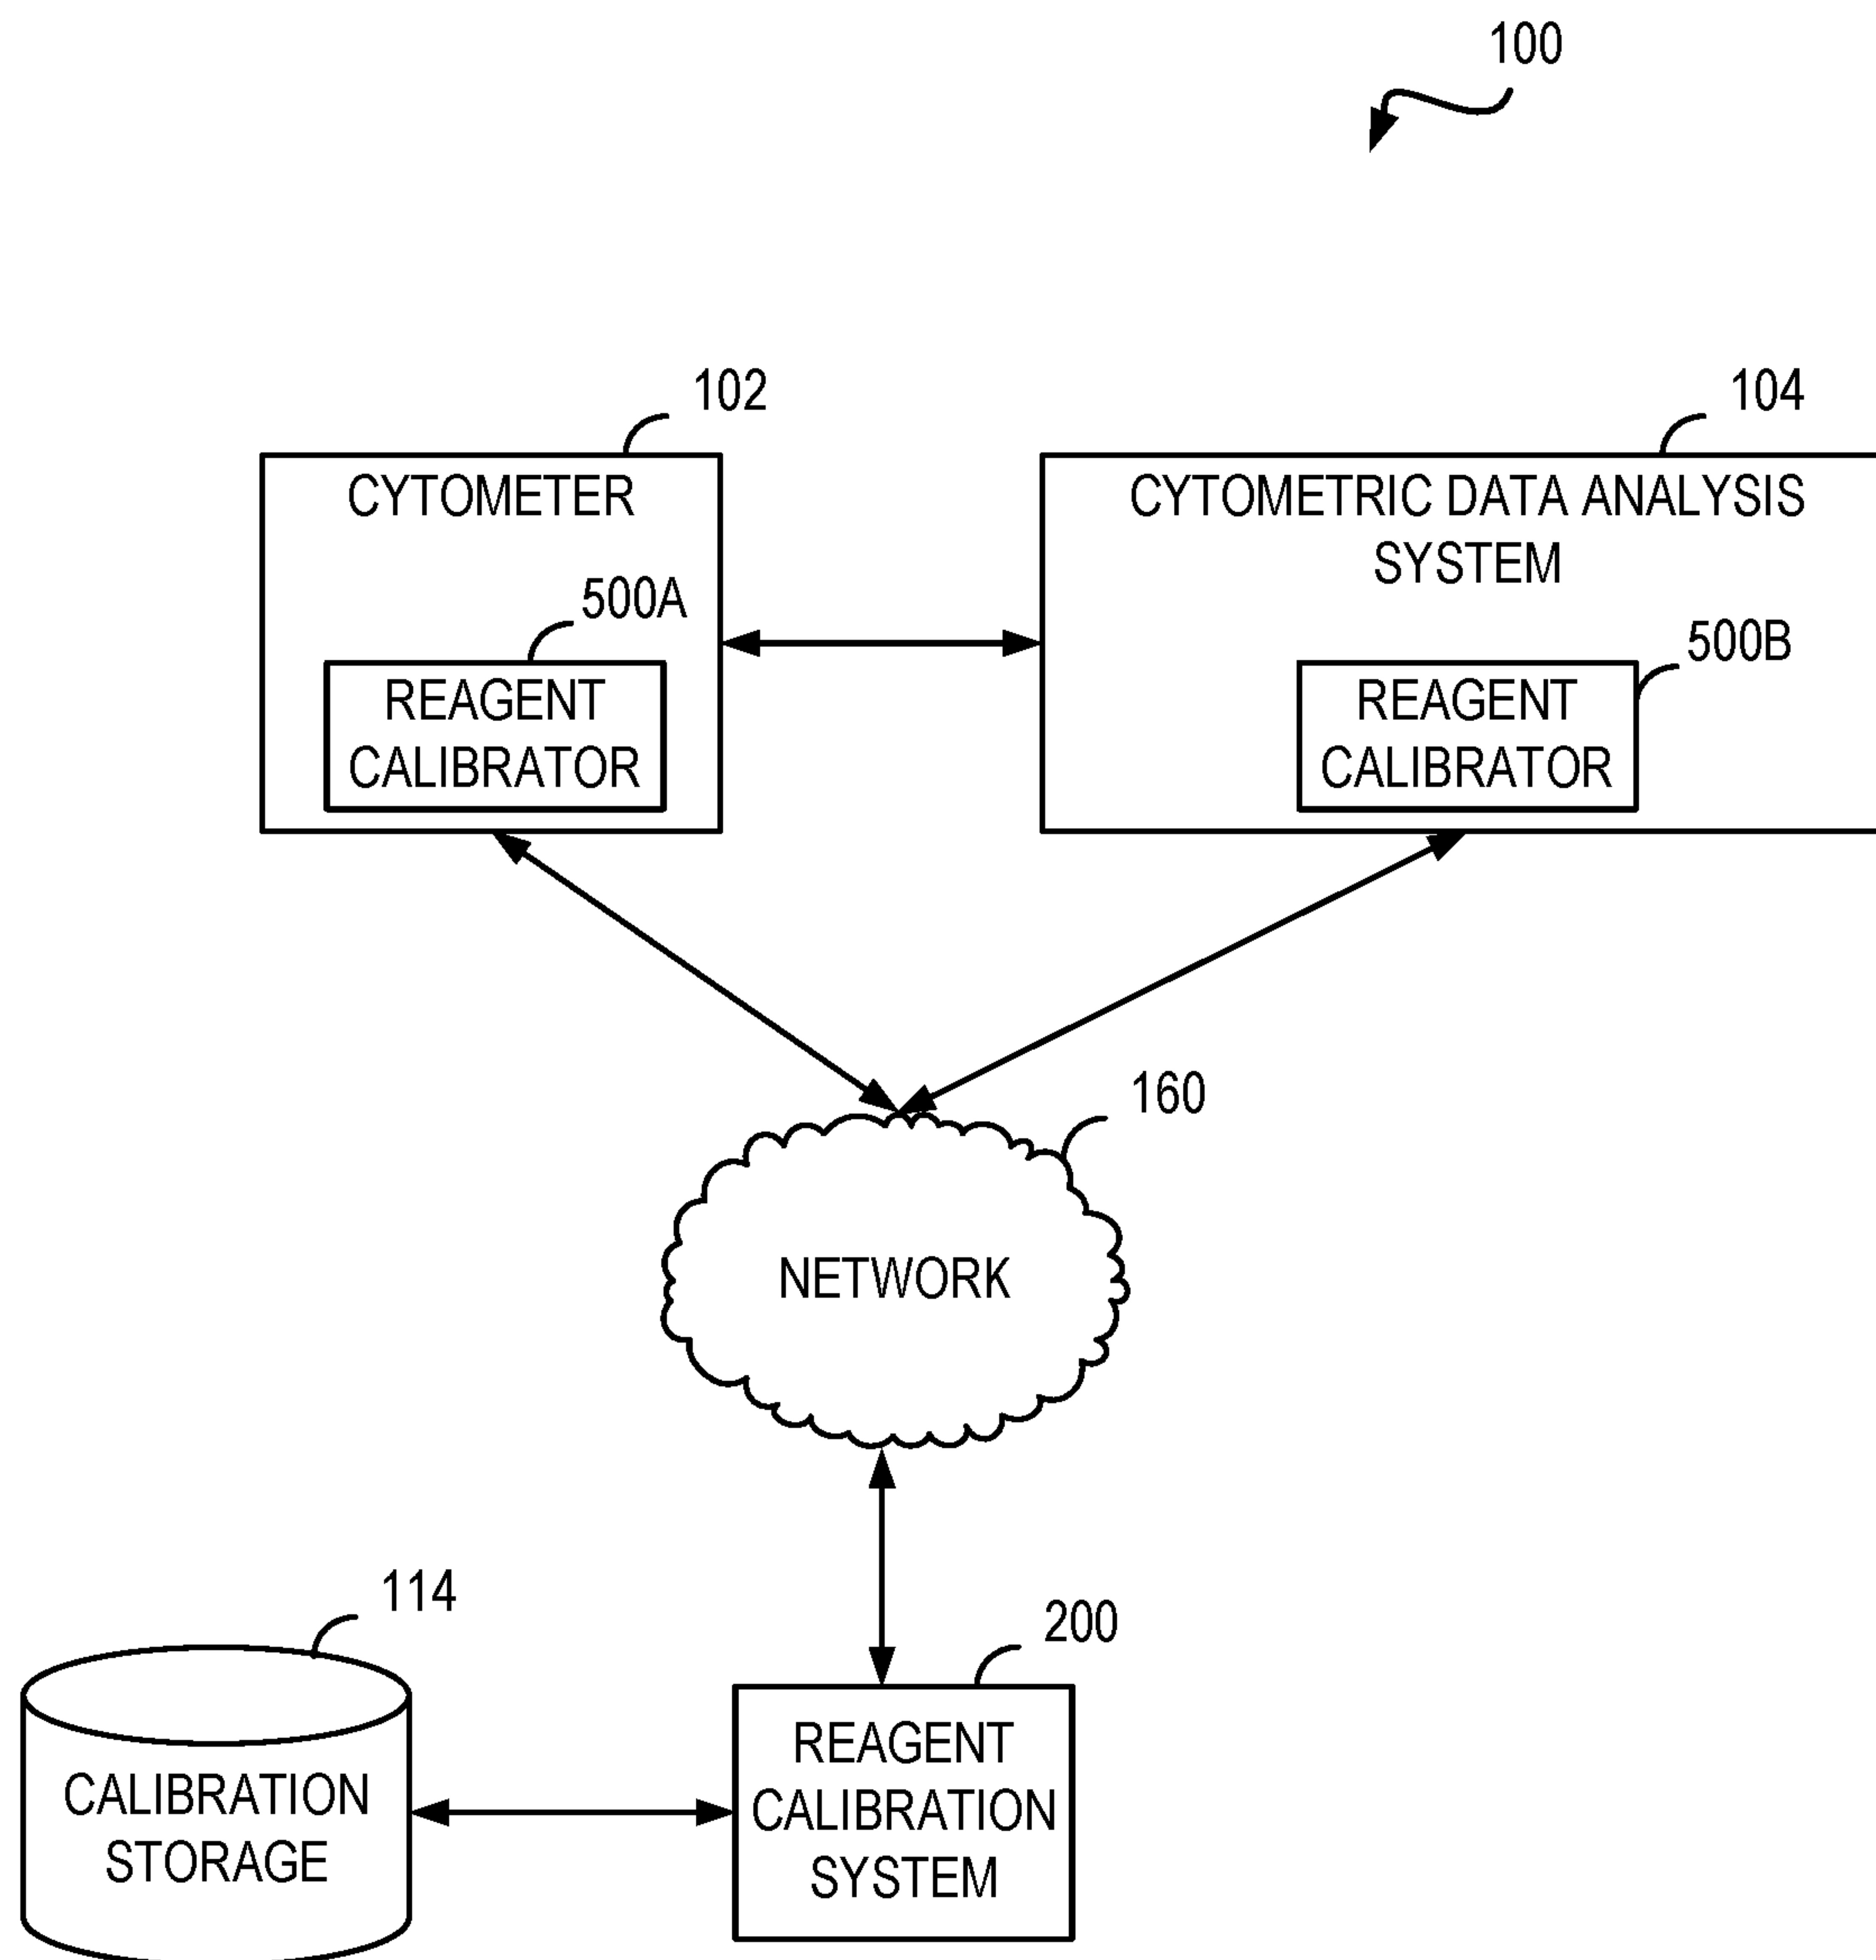 100
102
104
CYTOMETER
CYTOMETRIC DATA ANALYSIS
SYSTEM
500A
500B
REAGENT
CALIBRATOR
REAGENT
CALIBRATOR
160
NETWORK
114
200
CALIBRATION
STORAGE
REAGENT
CALIBRATION
SYSTEM